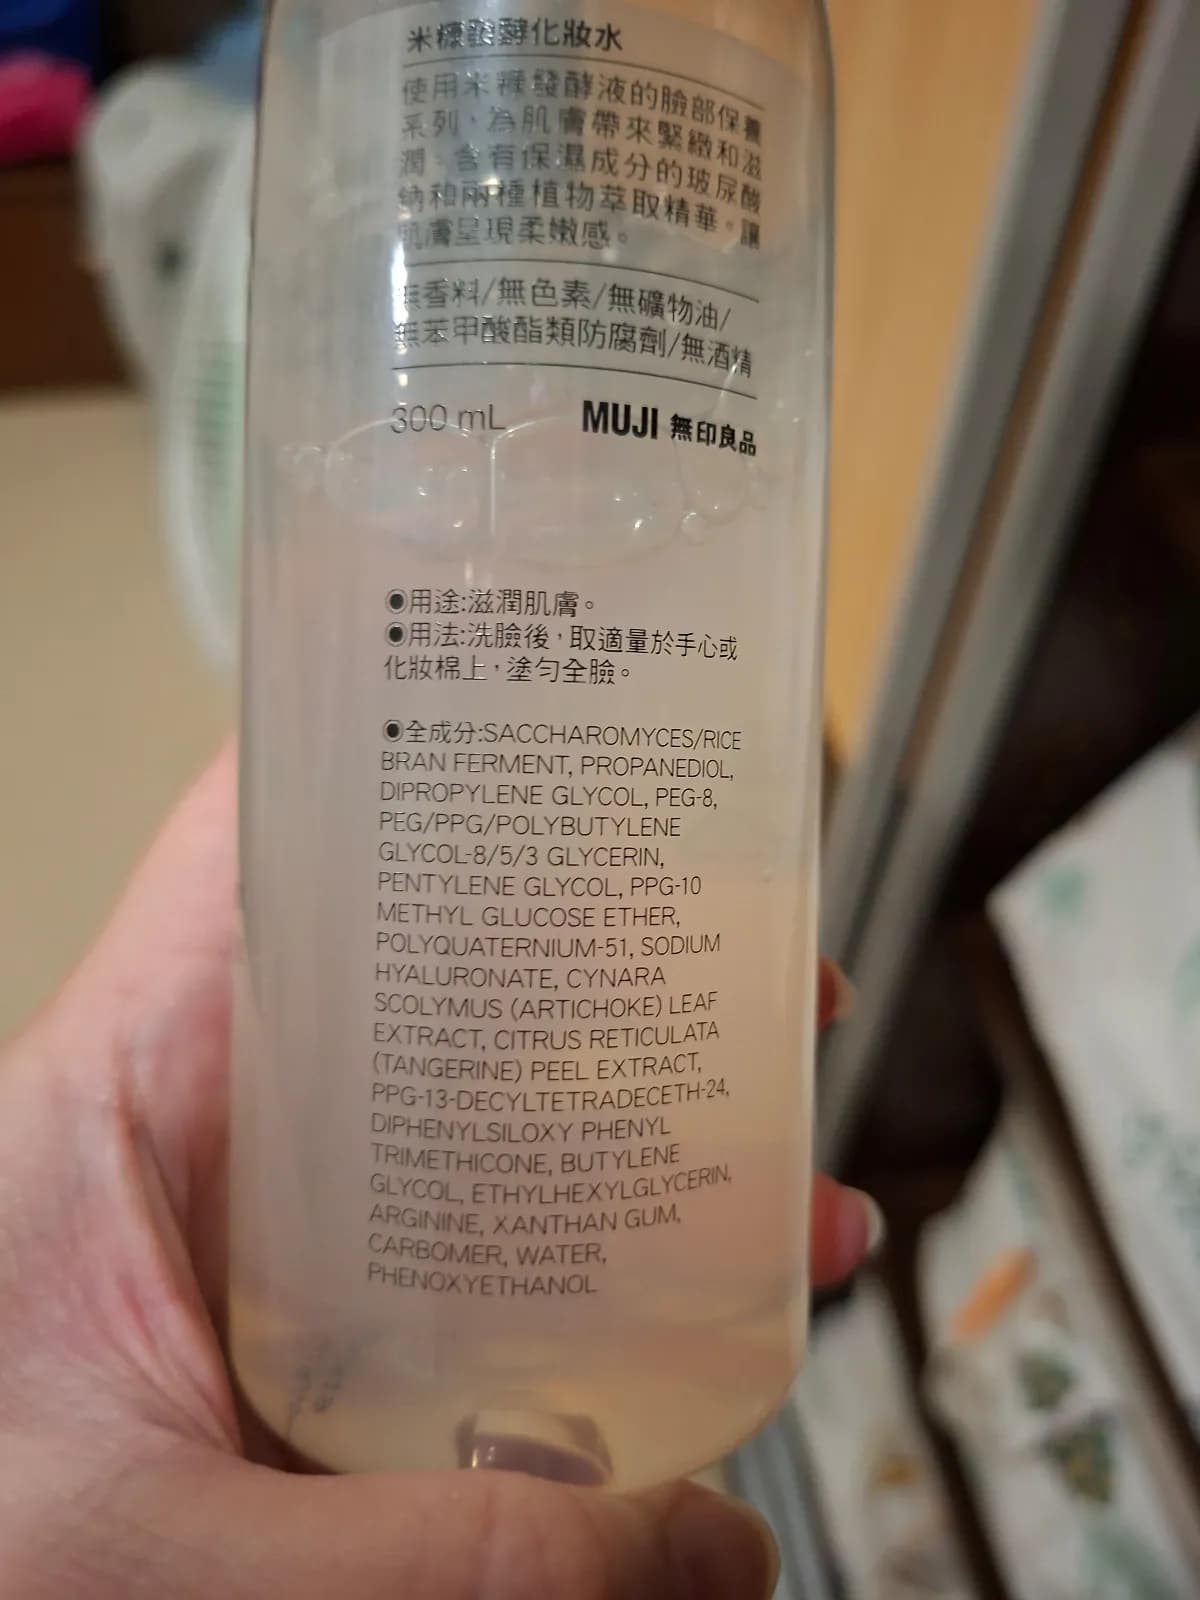 米糠發酵化妝水
使用米糠發酵液的臉部保養
系列,為肌膚帶來緊緻和滋
潤。含有保濕成分的玻尿酸
鈉和兩種植物萃取精華。讓
肌膚呈現柔嫩感。
無香料/無色素/無礦物油/
無苯甲酸酯類防腐劑/無酒精
300 mL MUJI 無印良品
◉用途:滋潤肌膚。
◉用法:洗臉後,取適量於手心或
化妝棉上,塗勻全臉。
◉全成分:SACCHAROMYCES/RICE
BRAN FERMENT, PROPANEDIOL,
DIPROPYLENE GLYCOL, PEG-8,
PEG/PPG/POLYBUTYLENE
GLYCOL-8/5/3 GLYCERIN,
PENTYLENE GLYCOL, PPG-10
METHYL GLUCOSE ETHER,
POLYQUATERNIUM-51, SODIUM
HYALURONATE, CYNARA
SCOLYMUS (ARTICHOKE) LEAF
EXTRACT, CITRUS RETICULATA
(TANGERINE) PEEL EXTRACT,
PPG-13-DECYLTETRADECETH-24,
DIPHENYLSILOXY PHENYL
TRIMETHICONE, BUTYLENE
GLYCOL, ETHYLHEXYLGLYCERIN,
ARGININE, XANTHAN GUM,
CARBOMER, WATER,
PHENOXYETHANOL